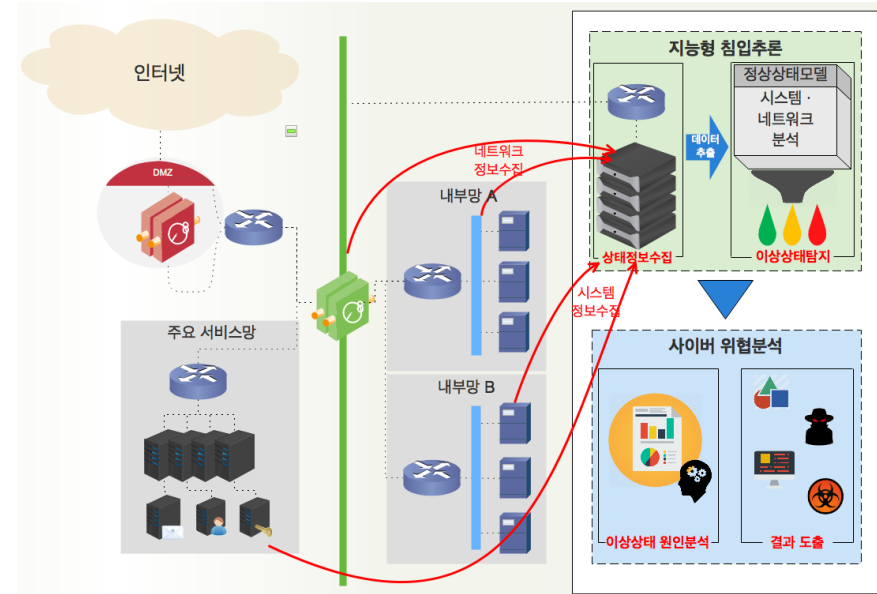 인터넷
DMZ
주요 서비스망
네트워크
정보수집
내부망 A
내부망 B
시스템
정보수집
지능형 침입추론
상태정보수집
데이터
추출
정상상태모델
시스템 ·
네트워크
분석
이상상태탐지
사이버 위협분석
이상상태 원인분석
결과 도출